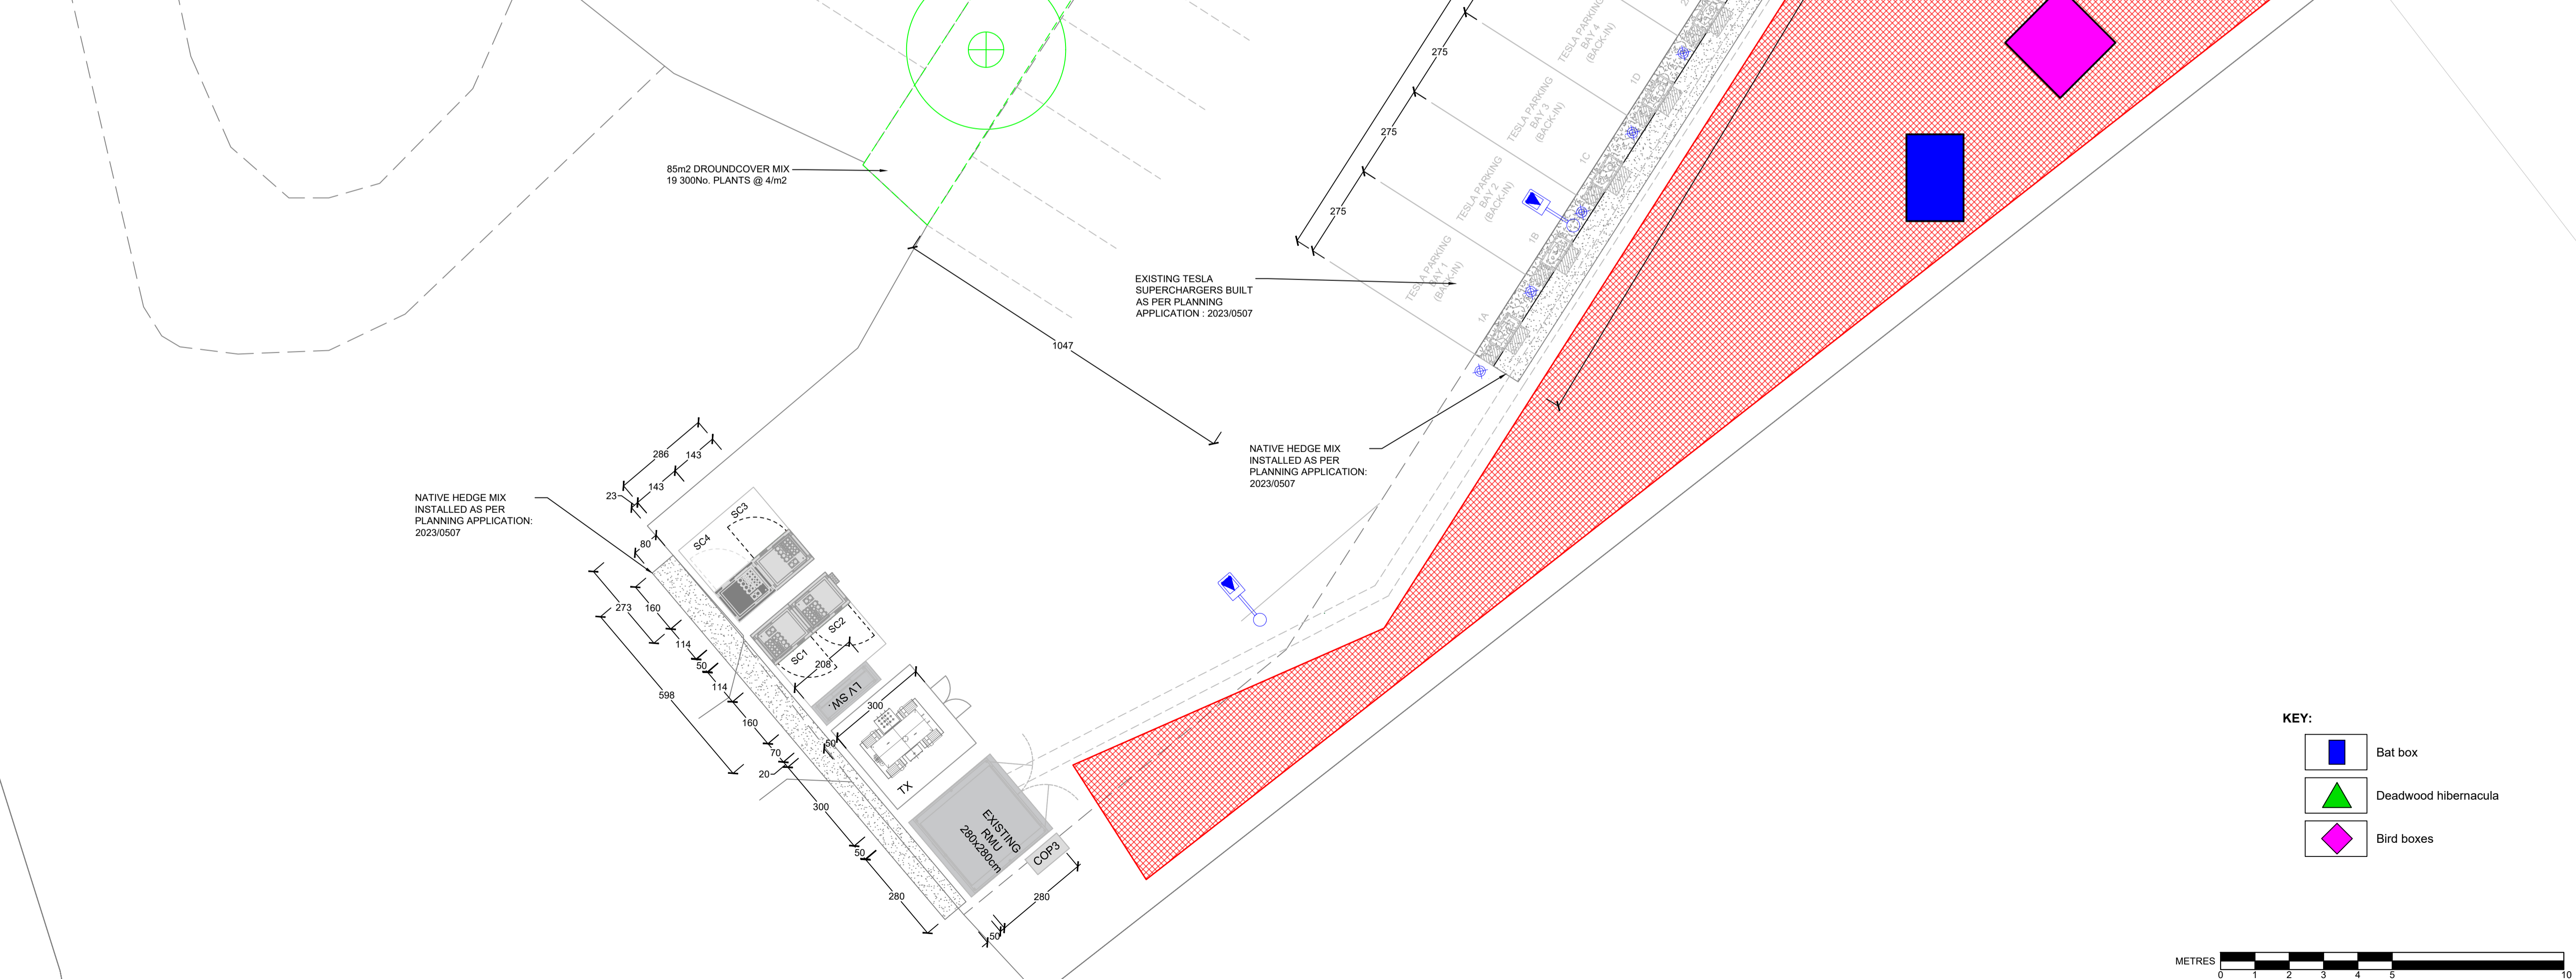 85m2 DROUNDCOVER MIX
19 300No. PLANTS @ 4/m2
275
275
275
TESLA PARKING
BAY 4
(BACK-IN)
TESLA PARKING
BAY 3
(BACK-IN)
TESLA PARKING
BAY 2
(BACK-IN)
TESLA PARKING
BAY 1
(BACK-IN)
1D
1C
1B
1A
EXISTING TESLA
SUPERCHARGERS BUILT
AS PER PLANNING
APPLICATION : 2023/0507
1047
NATIVE HEDGE MIX
INSTALLED AS PER
PLANNING APPLICATION:
2023/0507
NATIVE HEDGE MIX
INSTALLED AS PER
PLANNING APPLICATION:
2023/0507
286
143
143
23
80
SC3
SC4
SC2
SC1
273
160
114
50
114
598
160
70
20
300
50
280
208
LV SW.
300
50
TX
EXISTING
RMU
280x280cm
COP3
280
50
KEY:
Bat box
Deadwood hibernacula
Bird boxes
METRES
0 1 2 3 4 5 10